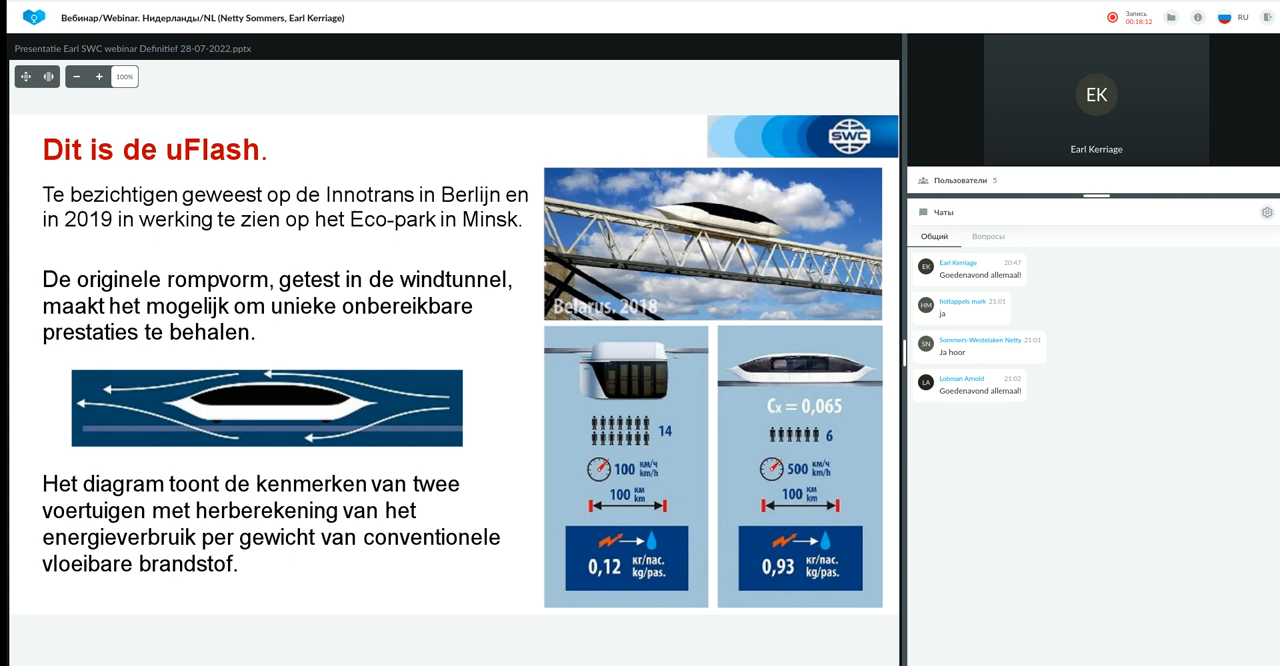 Вебинар/Webinar. Нидерланды/NL (Netty Sommers, Earl Kerriage)
Запись
00:18:12
RU
Presentatie Earl SWC webinar Definitief 28-07-2022.pptx
100%
Dit is de uFlash.
SWC
Te bezichtigen geweest op de Innotrans in Berlijn en
in 2019 in werking te zien op het Eco-park in Minsk.
De originele rompvorm, getest in de windtunnel,
maakt het mogelijk om unieke onbereikbare
prestaties te behalen.
Het diagram toont de kenmerken van twee
voertuigen met herberekening van het
energieverbruik per gewicht van conventionele
vloeibare brandstof.
Belarus. 2018
14
100 км/ч
km/h
100 км
km
0,12 кг/пас.
kg/pas.
Cx = 0,065
6
500 км/ч
km/h
100 км
km
0,93 кг/пас.
kg/pas.
EK
Earl Kerriage
Пользователи 5
Чаты
Общий Вопросы
EK Earl Kerriage 20:47
Goedenavond allemaal!
HM holtappels mark 21:01
ja
SN Sommers-Westelaken Netty 21:01
Ja hoor
LA Lobman Arnold 21:02
Goedenavond allemaal!